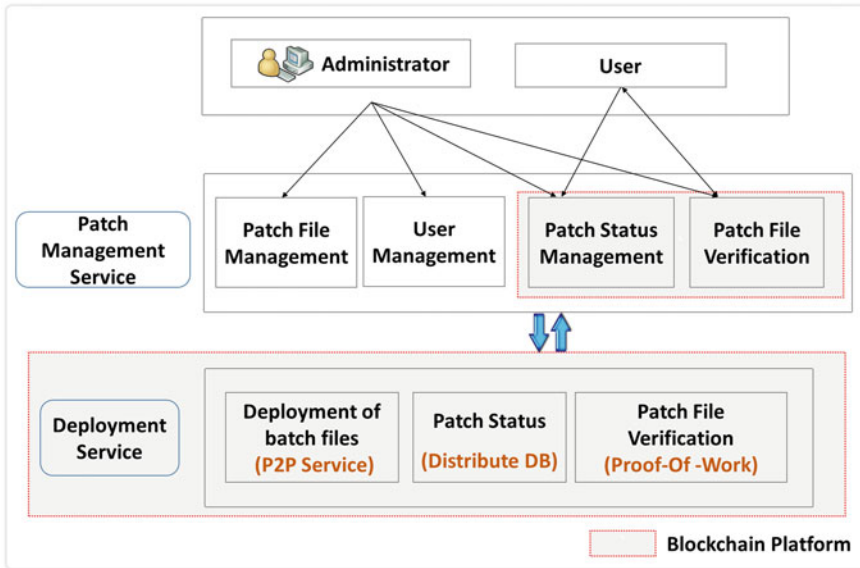 Administrator
User
Patch
Management
Service
Patch File
Management
User
Management
Patch Status
Management
Patch File
Verification
Deployment
Service
Deployment of
batch files
(P2P Service)
Patch Status
(Distribute DB)
Patch File
Verification
(Proof-Of -Work)
Blockchain Platform